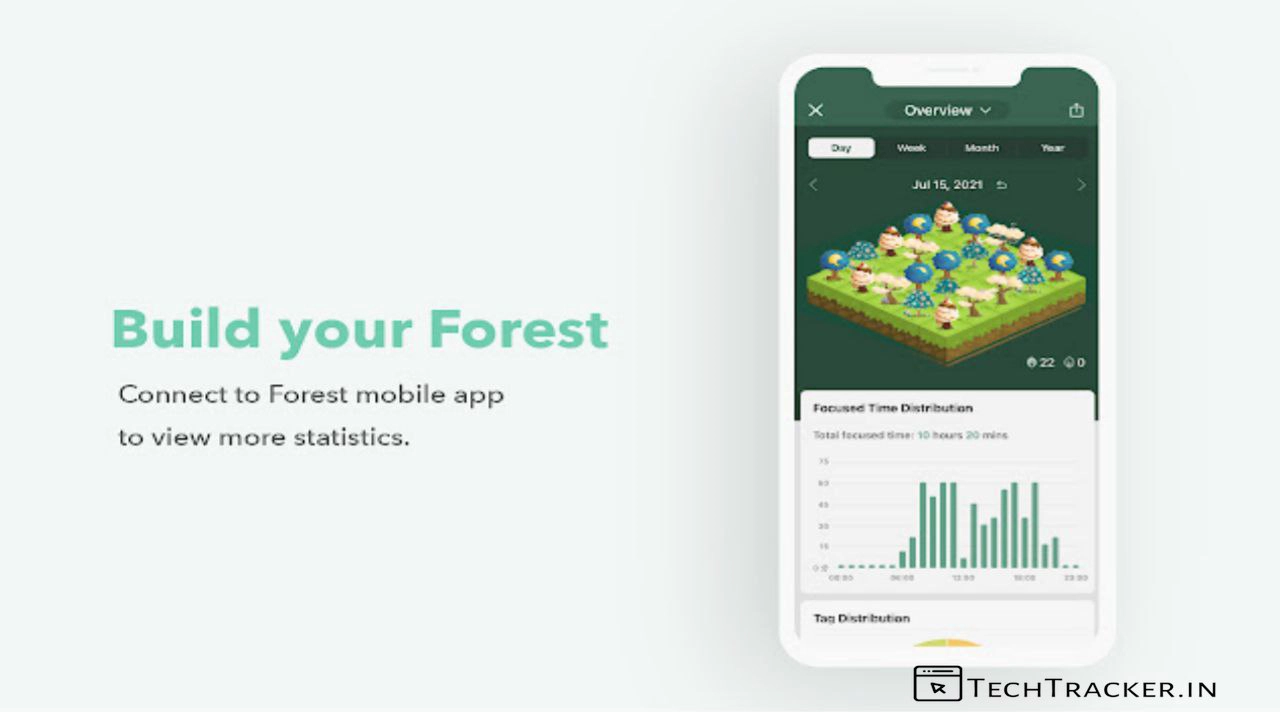 Build your Forest
Connect to Forest mobile app
to view more statistics.
Overview
Day Week Month Year
Jul 15, 2021
22 0
Focused Time Distribution
Total focused time: 10 hours 20 mins
75
60
45
30
15
00:00 06:00 12:00 18:00 23:00
Tag Distribution
TECHTRACKER.IN